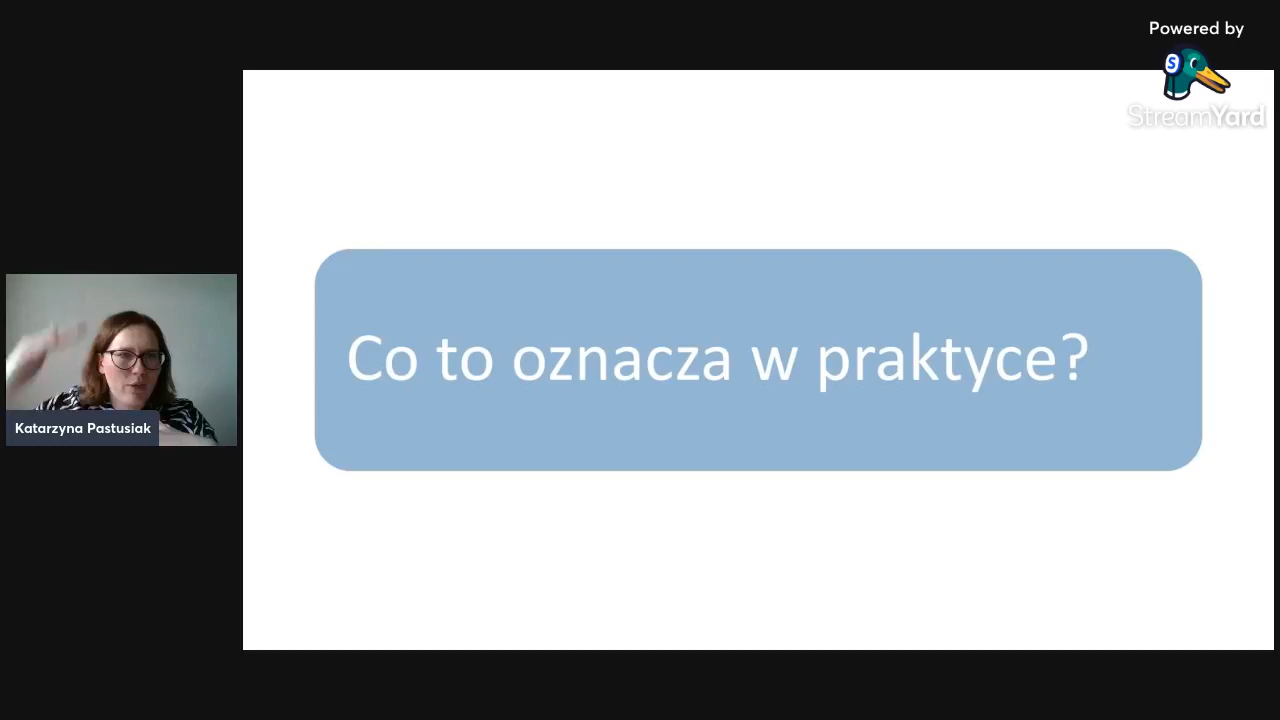 Powered by
S
StreamYard
Co to oznacza w praktyce?
Katarzyna Pastusiak